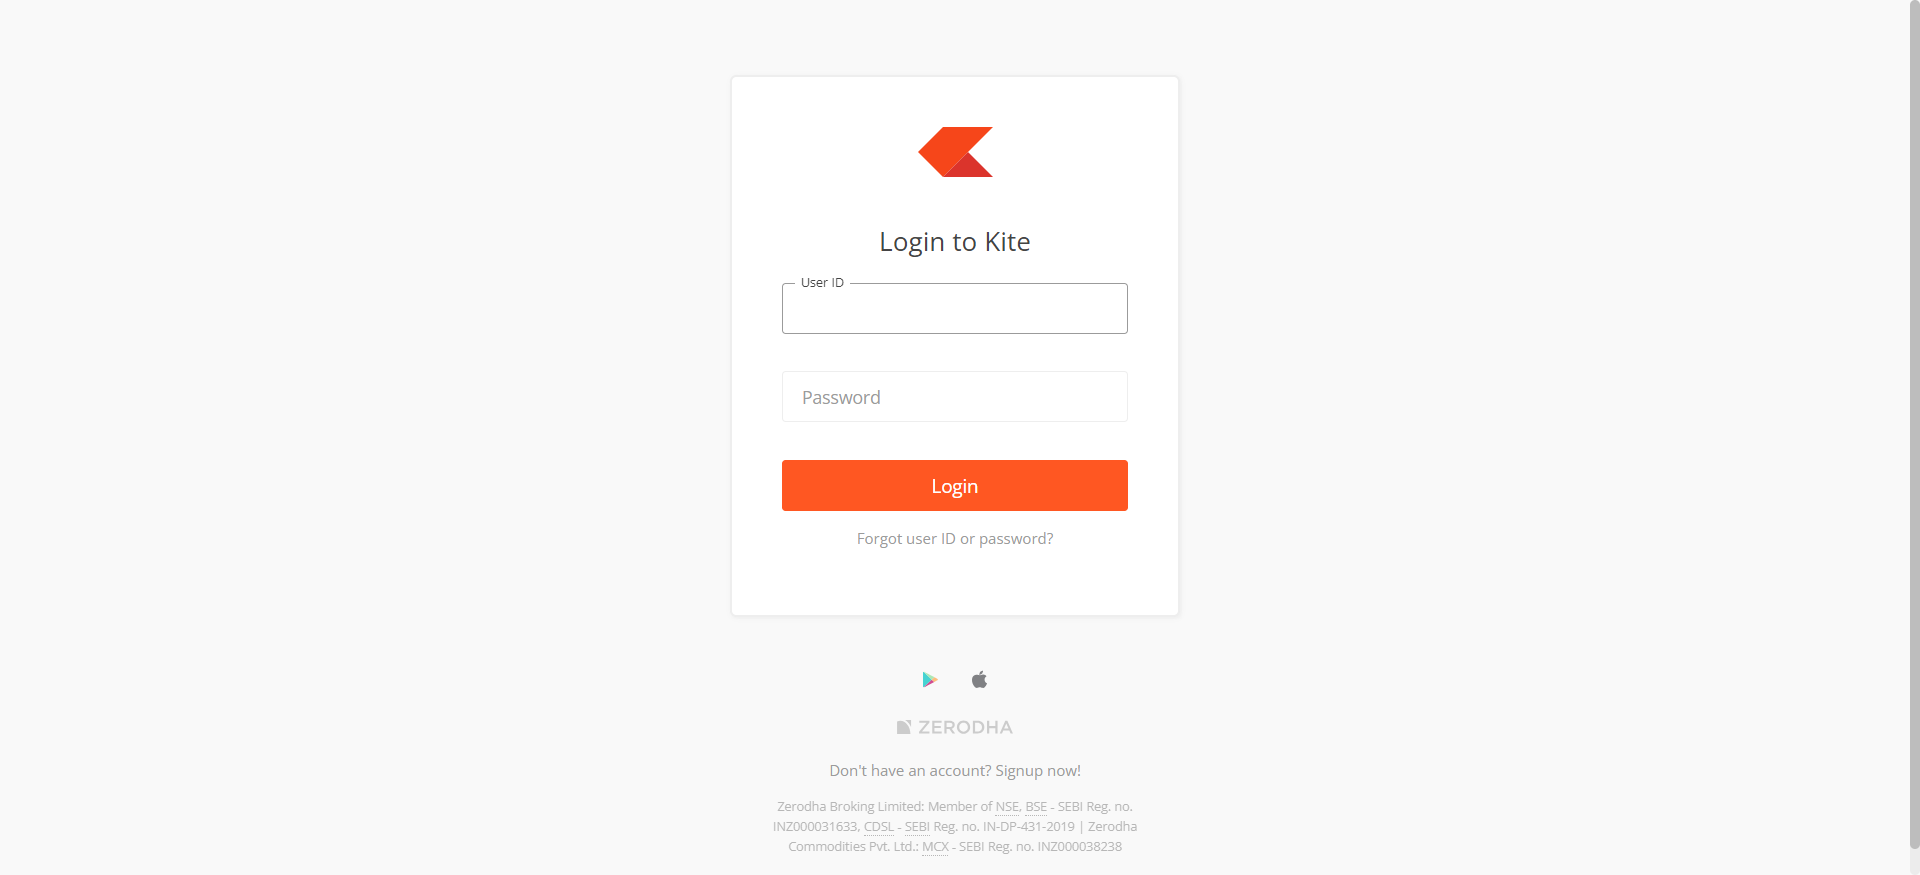 Login to Kite
User ID
Password
Login
Forgot user ID or password?
ZERODHA
Don't have an account? Signup now!
Zerodha Broking Limited: Member of NSE, BSE - SEBI Reg. no.
INZ000031633, CDSL - SEBI Reg. no. IN-DP-431-2019 | Zerodha
Commodities Pvt. Ltd.: MCX - SEBI Reg. no. INZ000038238